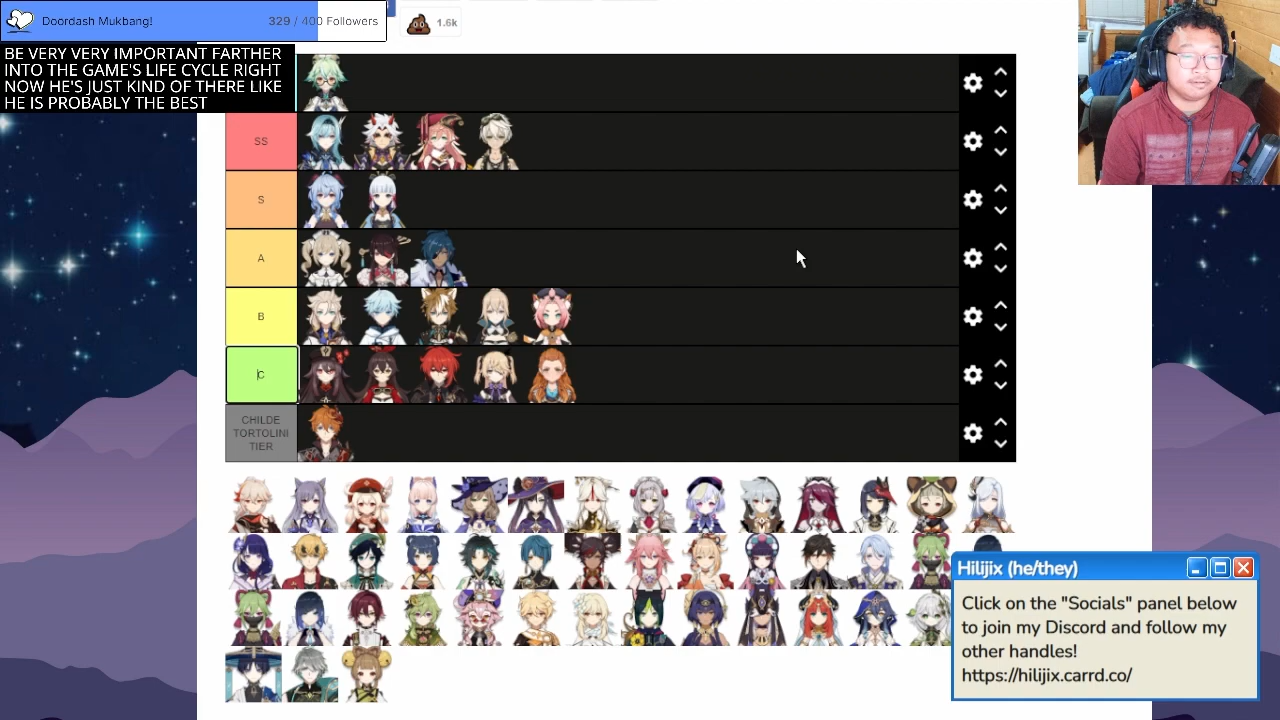 Doordash Mukbang!
329 / 400 Followers
1.6k
BE VERY VERY IMPORTANT FARTHER
INTO THE GAME'S LIFE CYCLE RIGHT
NOW HE'S JUST KIND OF THERE LIKE
HE IS PROBABLY THE BEST
SS
S
A
B
C
CHILDE
TORTOLINI
TIER
Hilijix (he/they)
Click on the "Socials" panel below
to join my Discord and follow my
other handles!
https://hilijix.carrd.co/